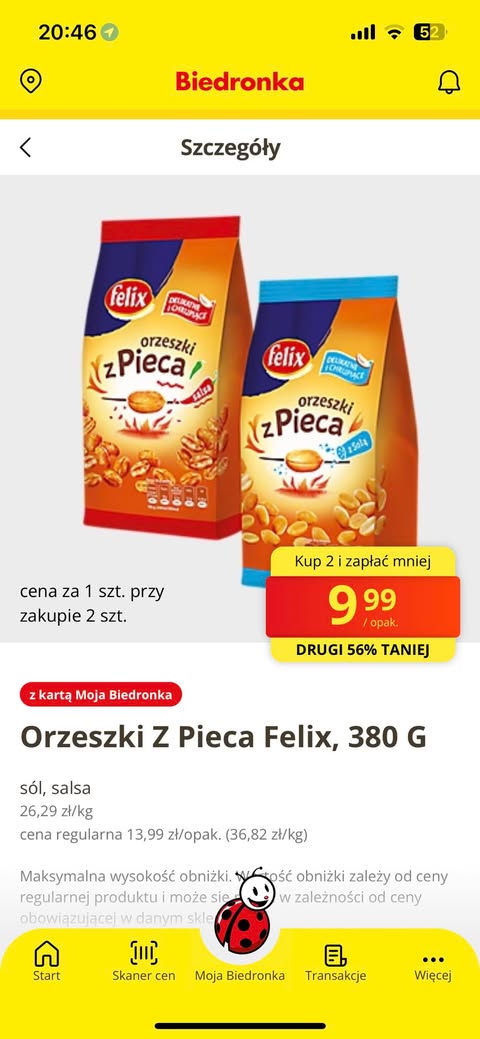 20:46
52
Biedronka
Szczegóły
felix
DELIKATNE I CHRUPIĄCE
orzeszki
z Pieca
salsa
felix
DELIKATNE I CHRUPIĄCE
orzeszki
z Pieca
z solą
cena za 1 szt. przy
zakupie 2 szt.
Kup 2 i zapłać mniej
9 99
/ opak.
DRUGI 56% TANIEJ
z kartą Moja Biedronka
Orzeszki Z Pieca Felix, 380 G
sól, salsa
26,29 zł/kg
cena regularna 13,99 zł/opak. (36,82 zł/kg)
Maksymalna wysokość obniżki. W tość obniżki zależy od ceny
regularnej produktu i może się w zależności od ceny
obowiązującej w danym skle
Start
Skaner cen
Moja Biedronka
Transakcje
Więcej